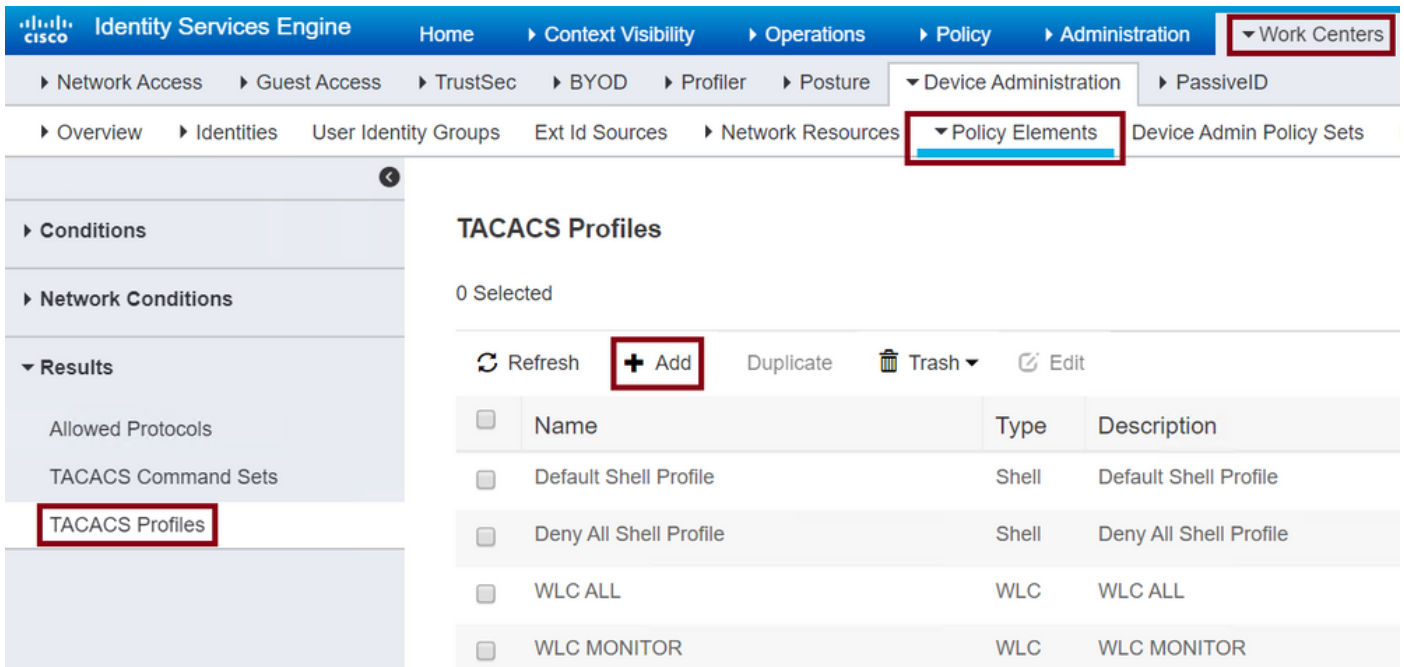 cisco Identity Services Engine Home Context Visibility Operations Policy Administration Work Centers
Network Access Guest Access TrustSec BYOD Profiler Posture Device Administration PassiveID
Overview Identities User Identity Groups Ext Id Sources Network Resources Policy Elements Device Admin Policy Sets
Conditions
Network Conditions
Results
Allowed Protocols
TACACS Command Sets
TACACS Profiles
TACACS Profiles
0 Selected
Refresh Add Duplicate Trash Edit
Name Type Description
Default Shell Profile Shell Default Shell Profile
Deny All Shell Profile Shell Deny All Shell Profile
WLC ALL WLC WLC ALL
WLC MONITOR WLC WLC MONITOR